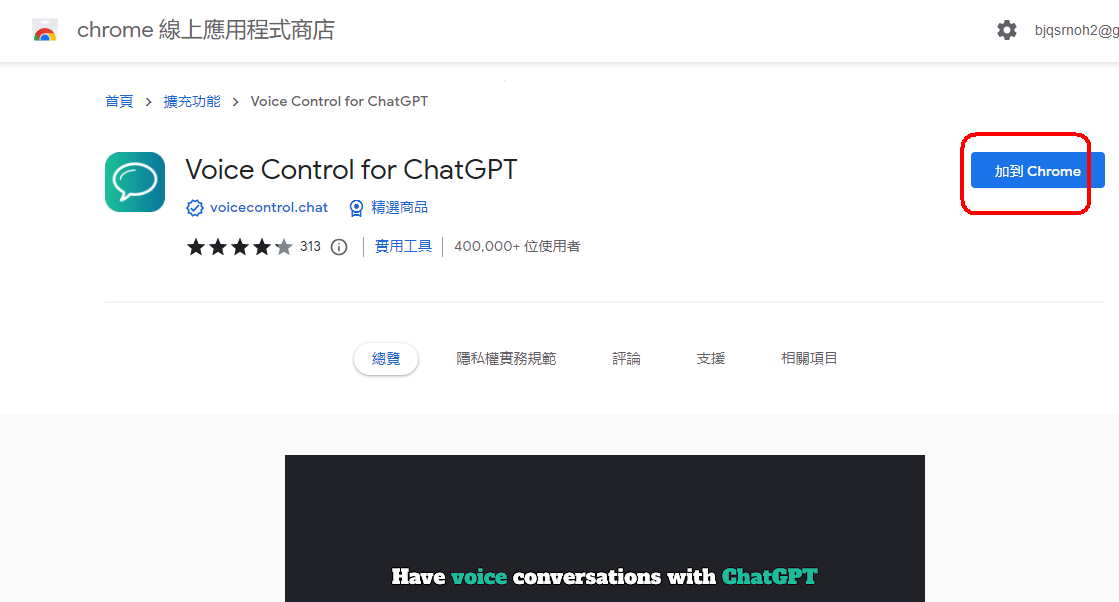 chrome 線上應用程式商店
bjqsrnoh2@g
首頁 > 擴充功能 > Voice Control for ChatGPT
Voice Control for ChatGPT
加到 Chrome
voicecontrol.chat 精選商品
313 實用工具 400,000+ 位使用者
總覽 隱私權實務規範 評論 支援 相關項目
Have voice conversations with ChatGPT